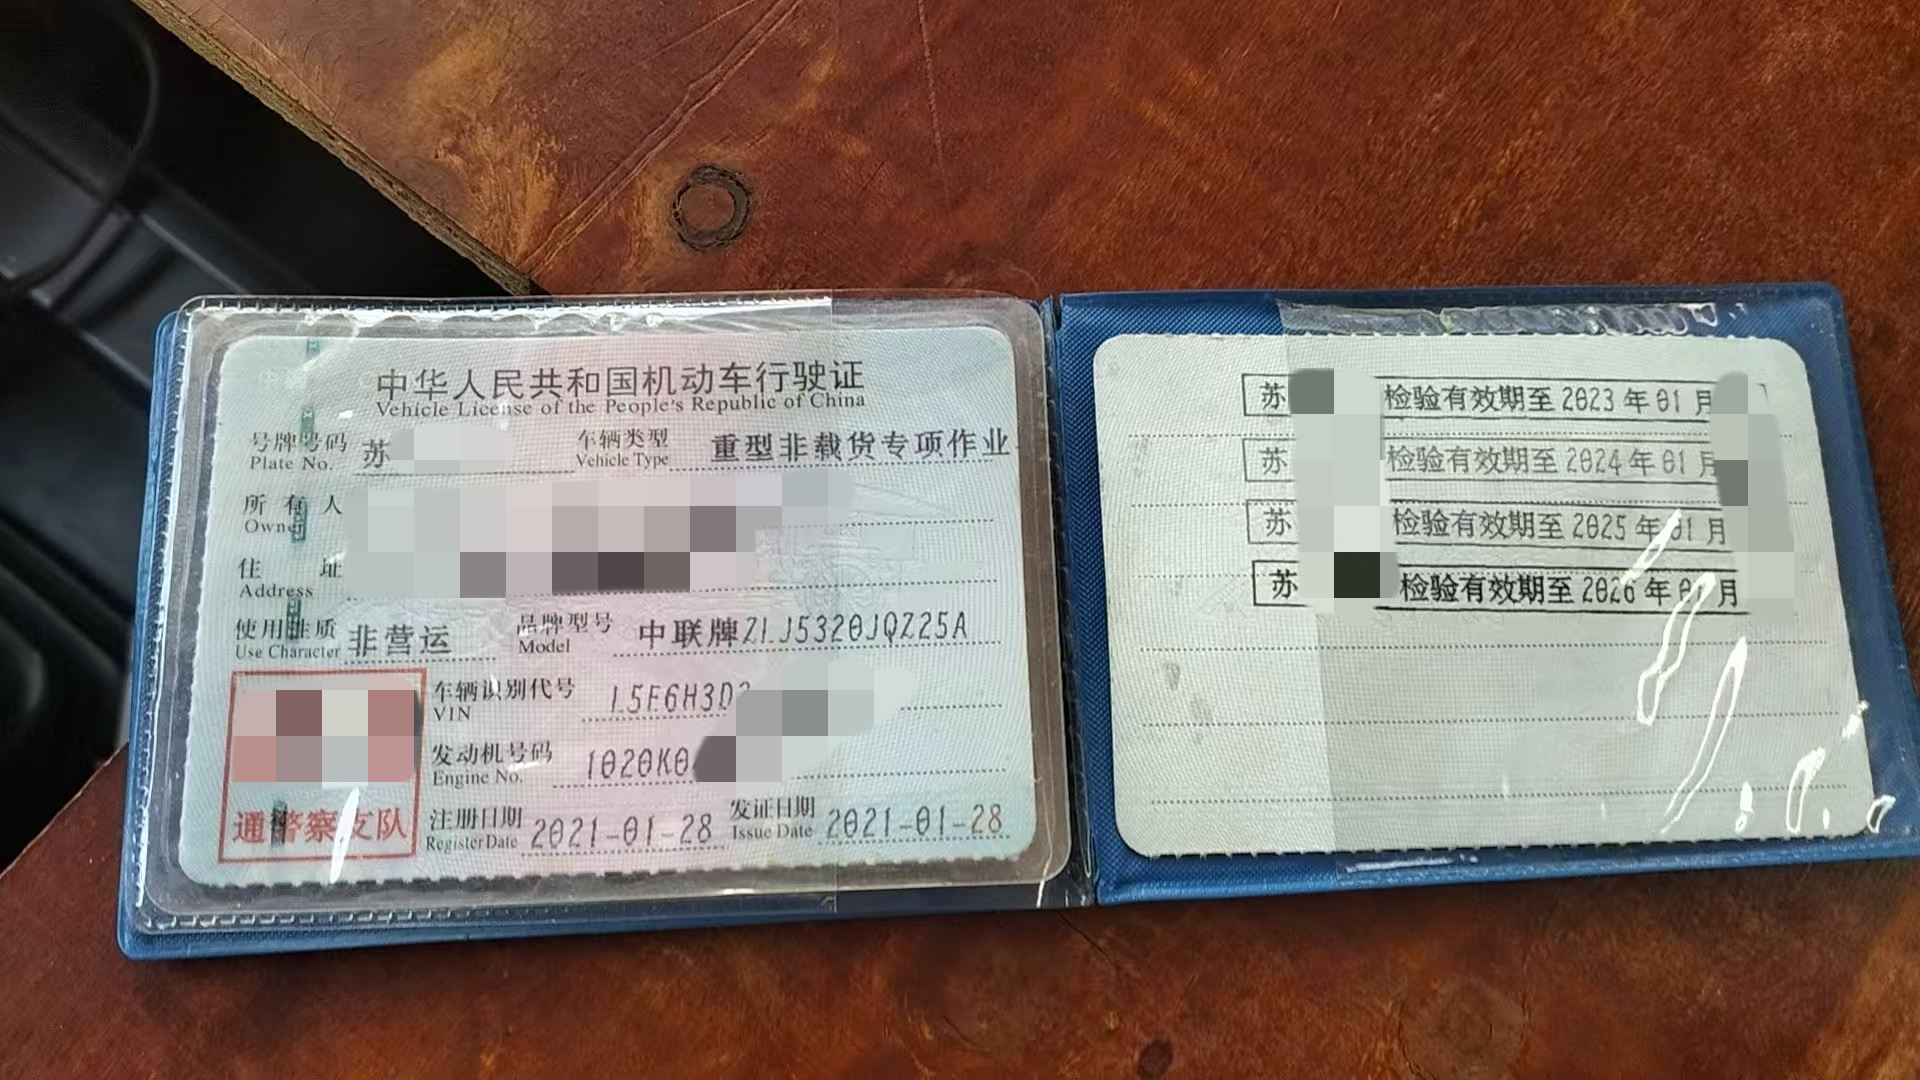 中华人民共和国机动车行驶证
Vehicle License of the People's Republic of China
号牌号码 苏 车辆类型 重型非载货专项作业
Plate No. Vehicle Type
所有人
Owner
住址
Address
使用性质 非营运 品牌型号 中联牌ZLJ5320JQZ25A
Use Character Model
车辆识别代号 L5E6H3D
VIN
发动机号码 1020K0
Engine No.
通警察支队
注册日期 2021-01-28 发证日期 2021-01-28
Register Date Issue Date
苏 检验有效期至2023年01月
苏 检验有效期至2024年01月
苏 检验有效期至2025年01月
苏 检验有效期至2026年01月